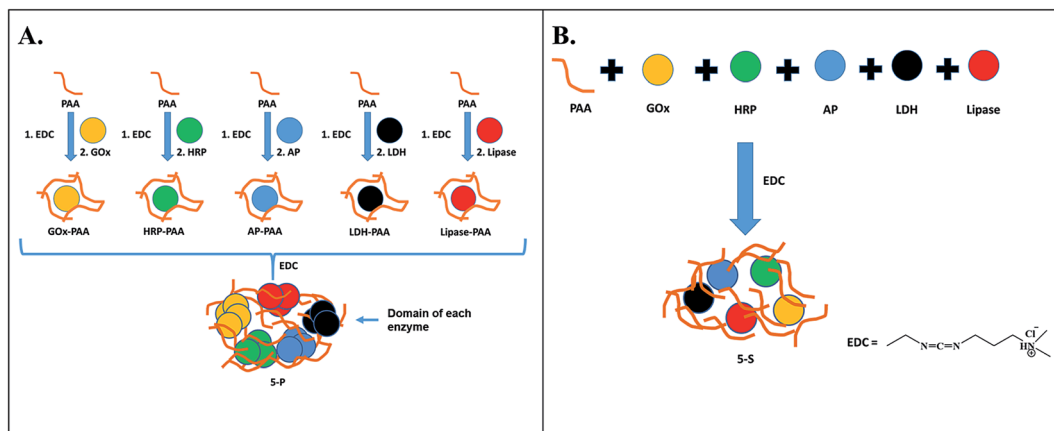 A.
PAA PAA PAA PAA PAA
1. EDC 1. EDC 1. EDC 1. EDC 1. EDC
2. GOx 2. HRP 2. AP 2. LDH 2. Lipase
GOx-PAA HRP-PAA AP-PAA LDH-PAA Lipase-PAA
EDC
Domain of each
enzyme
5-P
B.
PAA GOx HRP AP LDH Lipase
EDC
5-S
EDC =
N=C=N
Cl⁻
HN
⊕